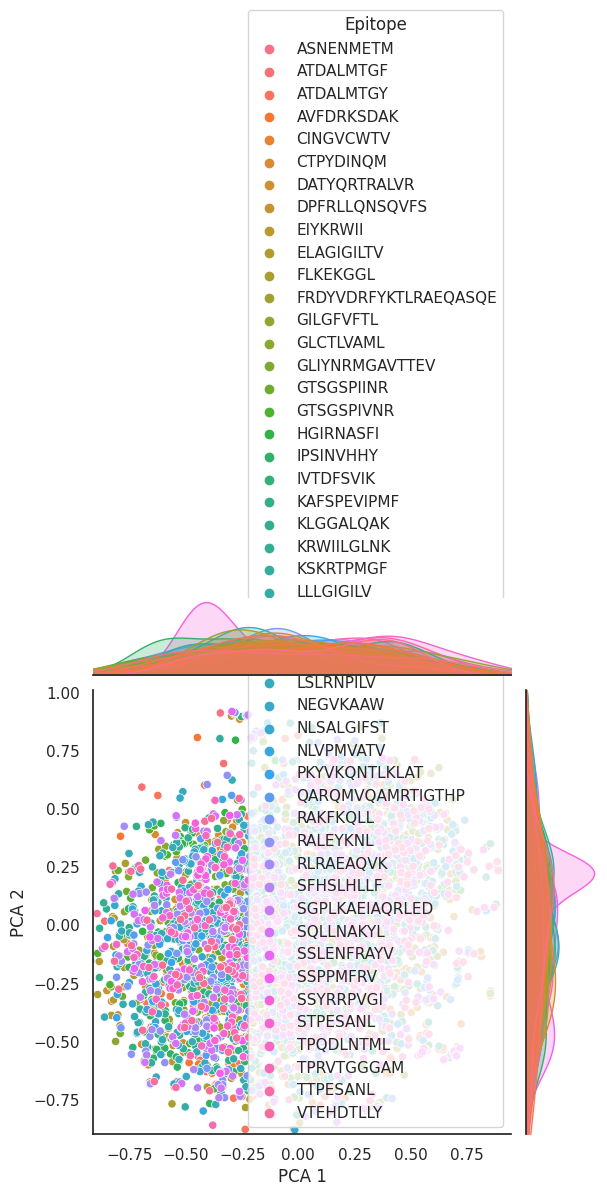 Epitope
ASNENMETM
ATDALMTGF
ATDALMTGY
AVFDRKSDAK
CINGVCWTV
CTPYDINQM
DATYQRTRALVR
DPFRLLQNSQVFS
EIYKRWII
ELAGIGILTV
FLKEKGGL
FRDYVDRFYKTLRAEQASQE
GILGFVFTL
GLCTLVAML
GLIYNRMGAVTTEV
GTSGSPIINR
GTSGSPIVNR
HGIRNASFI
IPSINVHHY
IVTDFSVIK
KAFSPEVIPMF
KLGGALQAK
KRWIILGLNK
KSKRTPMGF
LLLGIGILV
LSLRNPILV
NEGVKAAW
NLSALGIFST
NLVPMVATV
PKYVKQNTLKLAT
QARQMVQAMRTIGTHP
RAKFKQLL
RALEYKNL
RLRAEAQVK
SFHSLHLLF
SGPLKAEIAQRLED
SQLLNAKYL
SSLENFRAYV
SSPPMFRV
SSYRRPVGI
STPESANL
TPQDLNTML
TPRVTGGGAM
TTPESANL
VTEHDTLLY
1.00
0.75
0.50
0.25
0.00
−0.25
−0.50
−0.75
PCA 2
−0.75 −0.50 −0.25 0.00 0.25 0.50 0.75
PCA 1